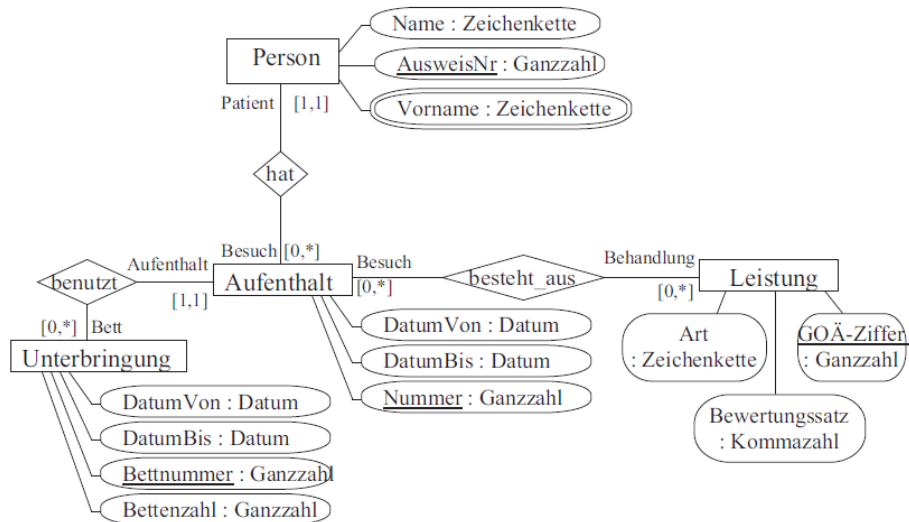 Person
Name : Zeichenkette
AusweisNr : Ganzzahl
Vorname : Zeichenkette
Patient
[1,1]
hat
Besuch
[0,*]
Aufenthalt
benutzt
Aufenthalt
[1,1]
[0,*]
Bett
Unterbringung
Besuch
[0,*]
besteht_aus
Behandlung
[0,*]
Leistung
DatumVon : Datum
DatumBis : Datum
Nummer : Ganzzahl
Art
: Zeichenkette
GOÄ-Ziffer
: Ganzzahl
Bewertungssatz
: Kommazahl
DatumVon : Datum
DatumBis : Datum
Bettnummer : Ganzzahl
Bettenzahl : Ganzzahl